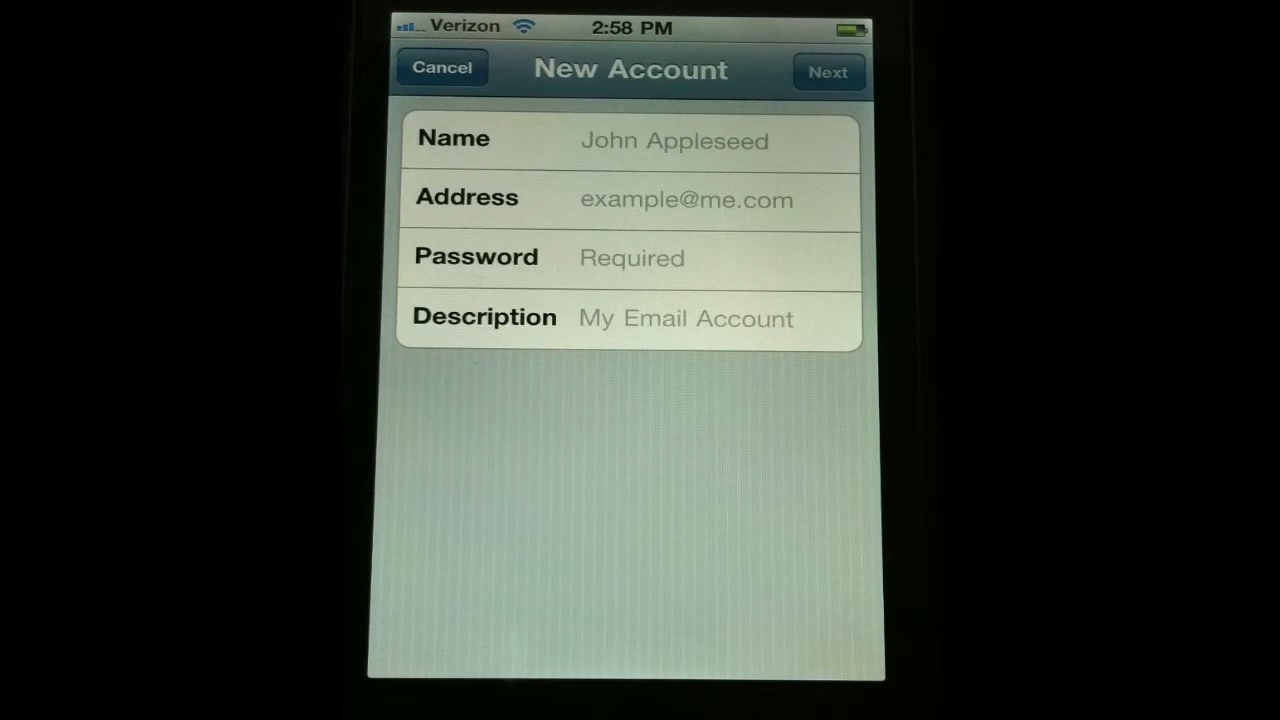 Verizon 2:58 PM
Cancel New Account Next
Name John Appleseed
Address example@me.com
Password Required
Description My Email Account